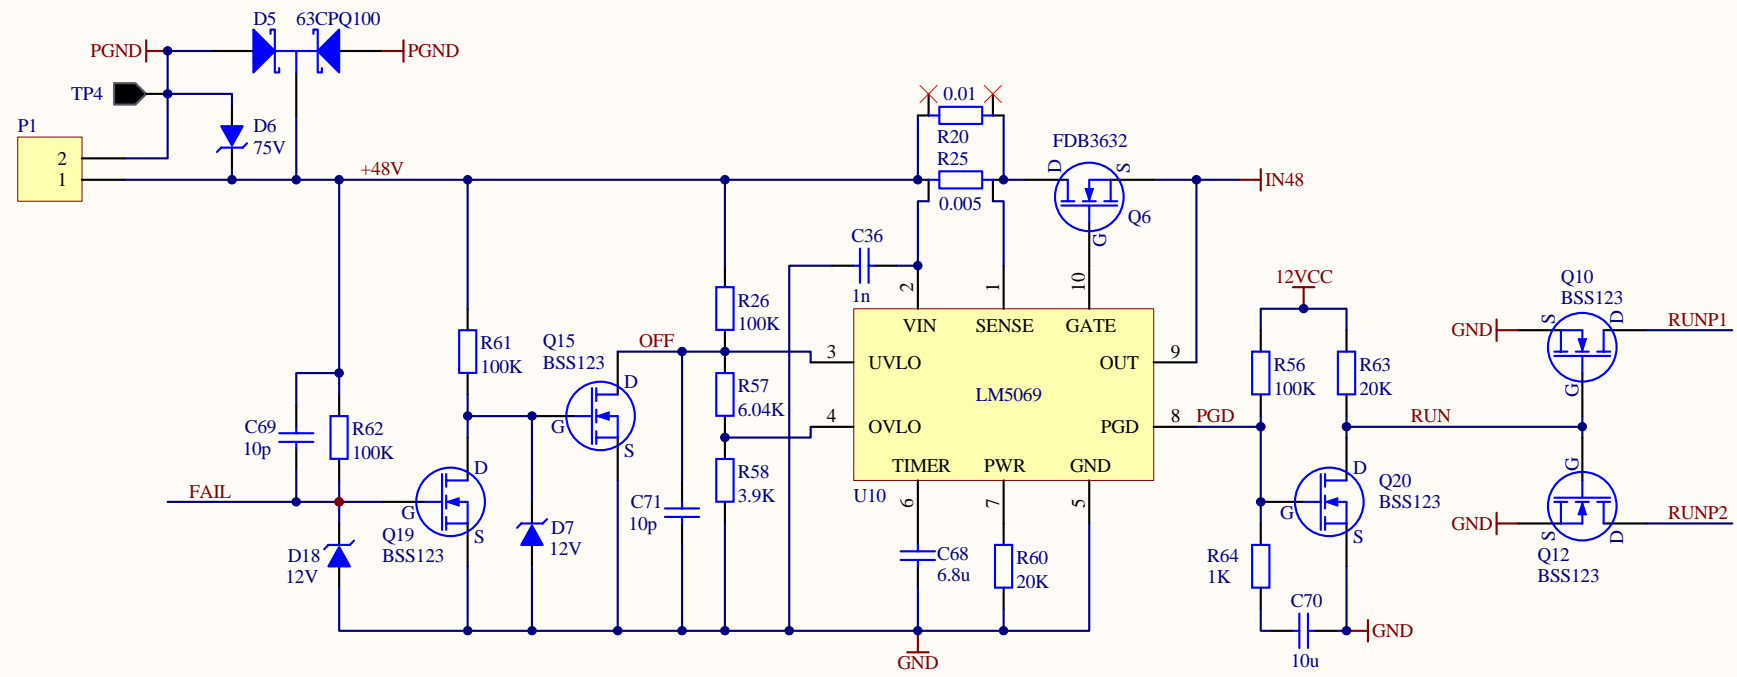 D5 63CPQ100
PGND
PGND
TP4
P1
2
1
D6
75V
+48V
0.01
R20
R25
0.005
FDB3632
D
S
G
Q6
IN48
C36
1n
2
1
10
VIN SENSE GATE
3 UVLO
OUT 9
LM5069
4 OVLO
PGD 8
TIMER PWR GND
U10
6
7
5
R26
100K
R57
6.04K
R58
3.9K
OFF
R61
100K
Q15
BSS123
D
G
S
C69
10p
R62
100K
FAIL
D
G
S
Q19
BSS123
D18
12V
D7
12V
C71
10p
C68
6.8u
R60
20K
GND
12VCC
R56
100K
R63
20K
PGD
RUN
D
G
S
Q20
BSS123
R64
1K
C70
10u
GND
Q10
BSS123
GND
S
D
G
RUNP1
G
GND
S
D
RUNP2
Q12
BSS123